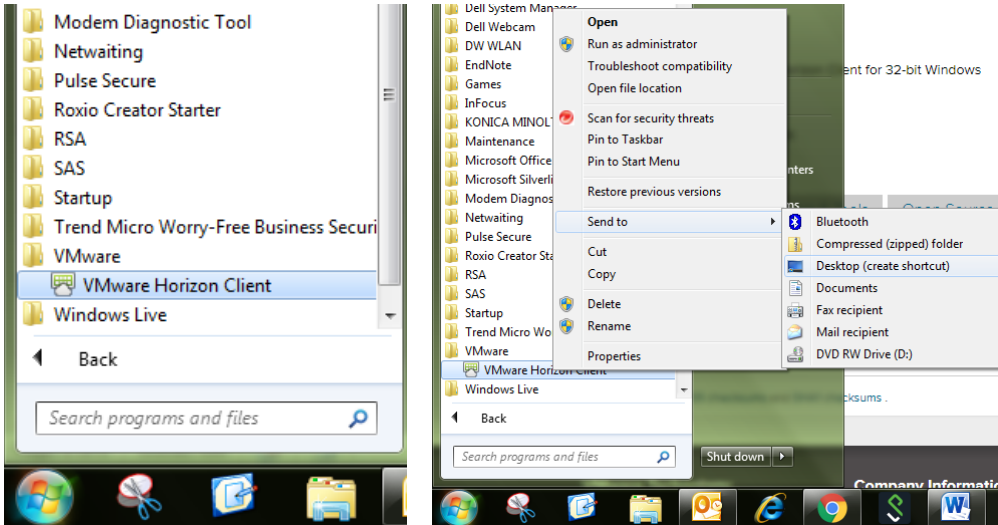 Modem Diagnostic Tool
Netwaiting
Pulse Secure
Roxio Creator Starter
RSA
SAS
Startup
Trend Micro Worry-Free Business Securi
VMware
VMware Horizon Client
Windows Live
Back
Search programs and files
Dell System Manager
Dell Webcam
DW WLAN
EndNote
Games
InFocus
KONICA MINOL
Maintenance
Microsoft Office
Microsoft Silverli
Modem Diagnos
Netwaiting
Pulse Secure
Roxio Creator Sta
RSA
SAS
Startup
Trend Micro Wo
VMware
VMware Horizon Client
Windows Live
Back
Search programs and files
Shut down
Open
Run as administrator
Troubleshoot compatibility
Open file location
Scan for security threats
Pin to Taskbar
Pin to Start Menu
Restore previous versions
Send to
Cut
Copy
Delete
Rename
Properties
Bluetooth
Compressed (zipped) folder
Desktop (create shortcut)
Documents
Fax recipient
Mail recipient
DVD RW Drive (D:)
ent for 32-bit Windows
nters
Open Source
cksums .
Company Informatio